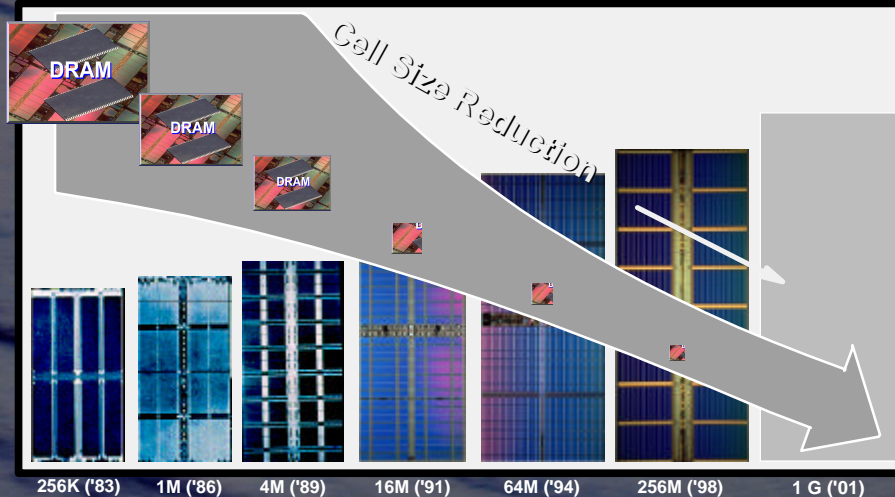 Cell Size Reduction
DRAM
DRAM
DRAM
256K ('83)
1M ('86)
4M ('89)
16M ('91)
64M ('94)
256M ('98)
1 G ('01)